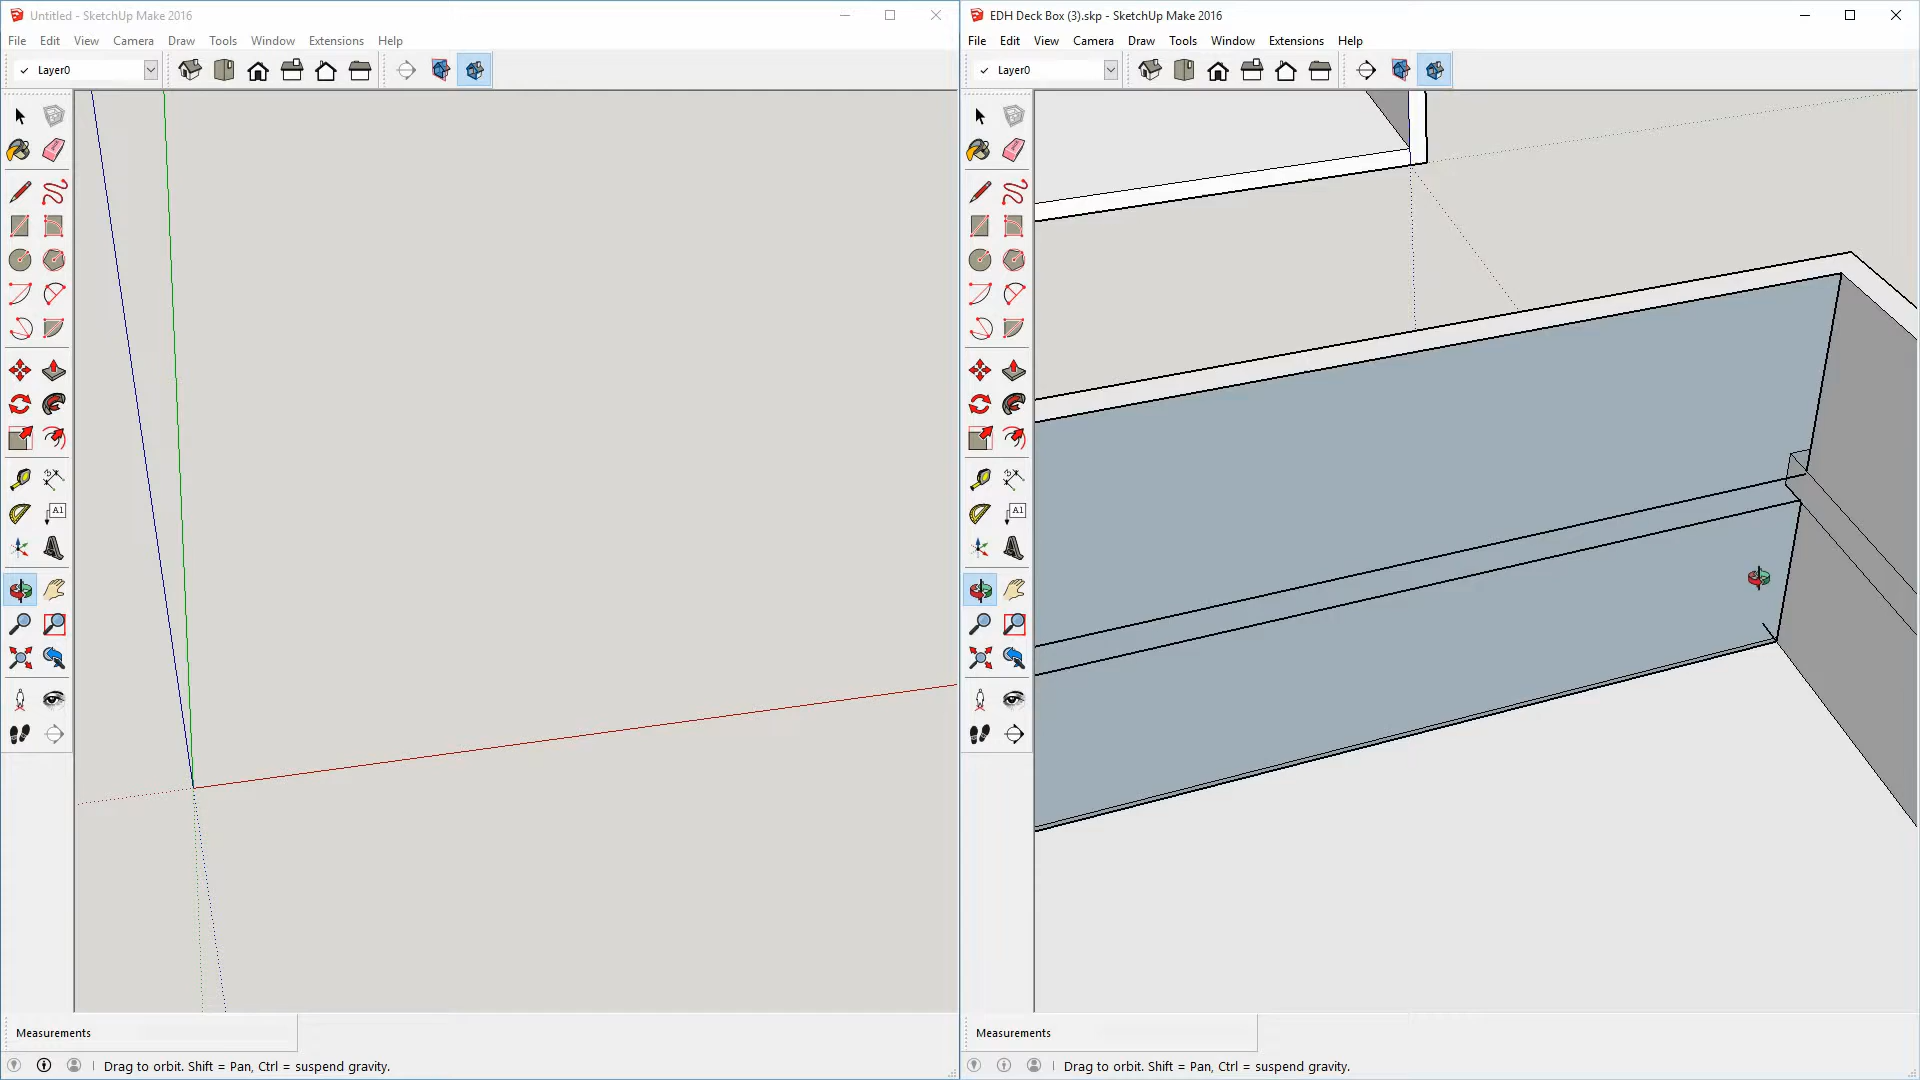 Untitled - SketchUp Make 2016
File Edit View Camera Draw Tools Window Extensions Help
Layer0
A1
Measurements
Drag to orbit. Shift = Pan, Ctrl = suspend gravity.
EDH Deck Box (3).skp - SketchUp Make 2016
File Edit View Camera Draw Tools Window Extensions Help
Layer0
A1
Measurements
Drag to orbit. Shift = Pan, Ctrl = suspend gravity.